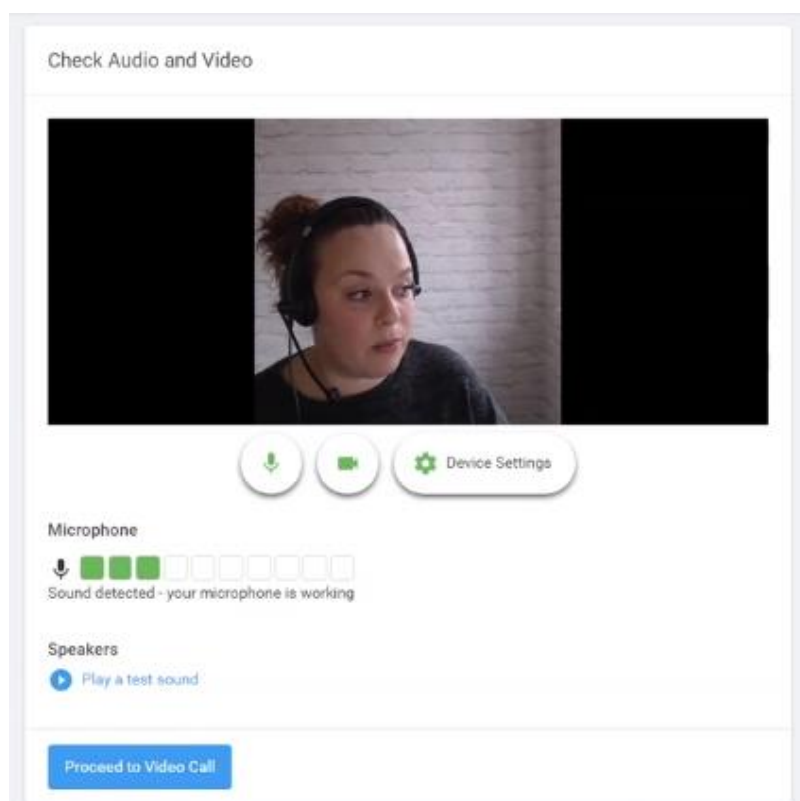 Check Audio and Video
Device Settings
Microphone
Sound detected - your microphone is working
Speakers
Play a test sound
Proceed to Video Call